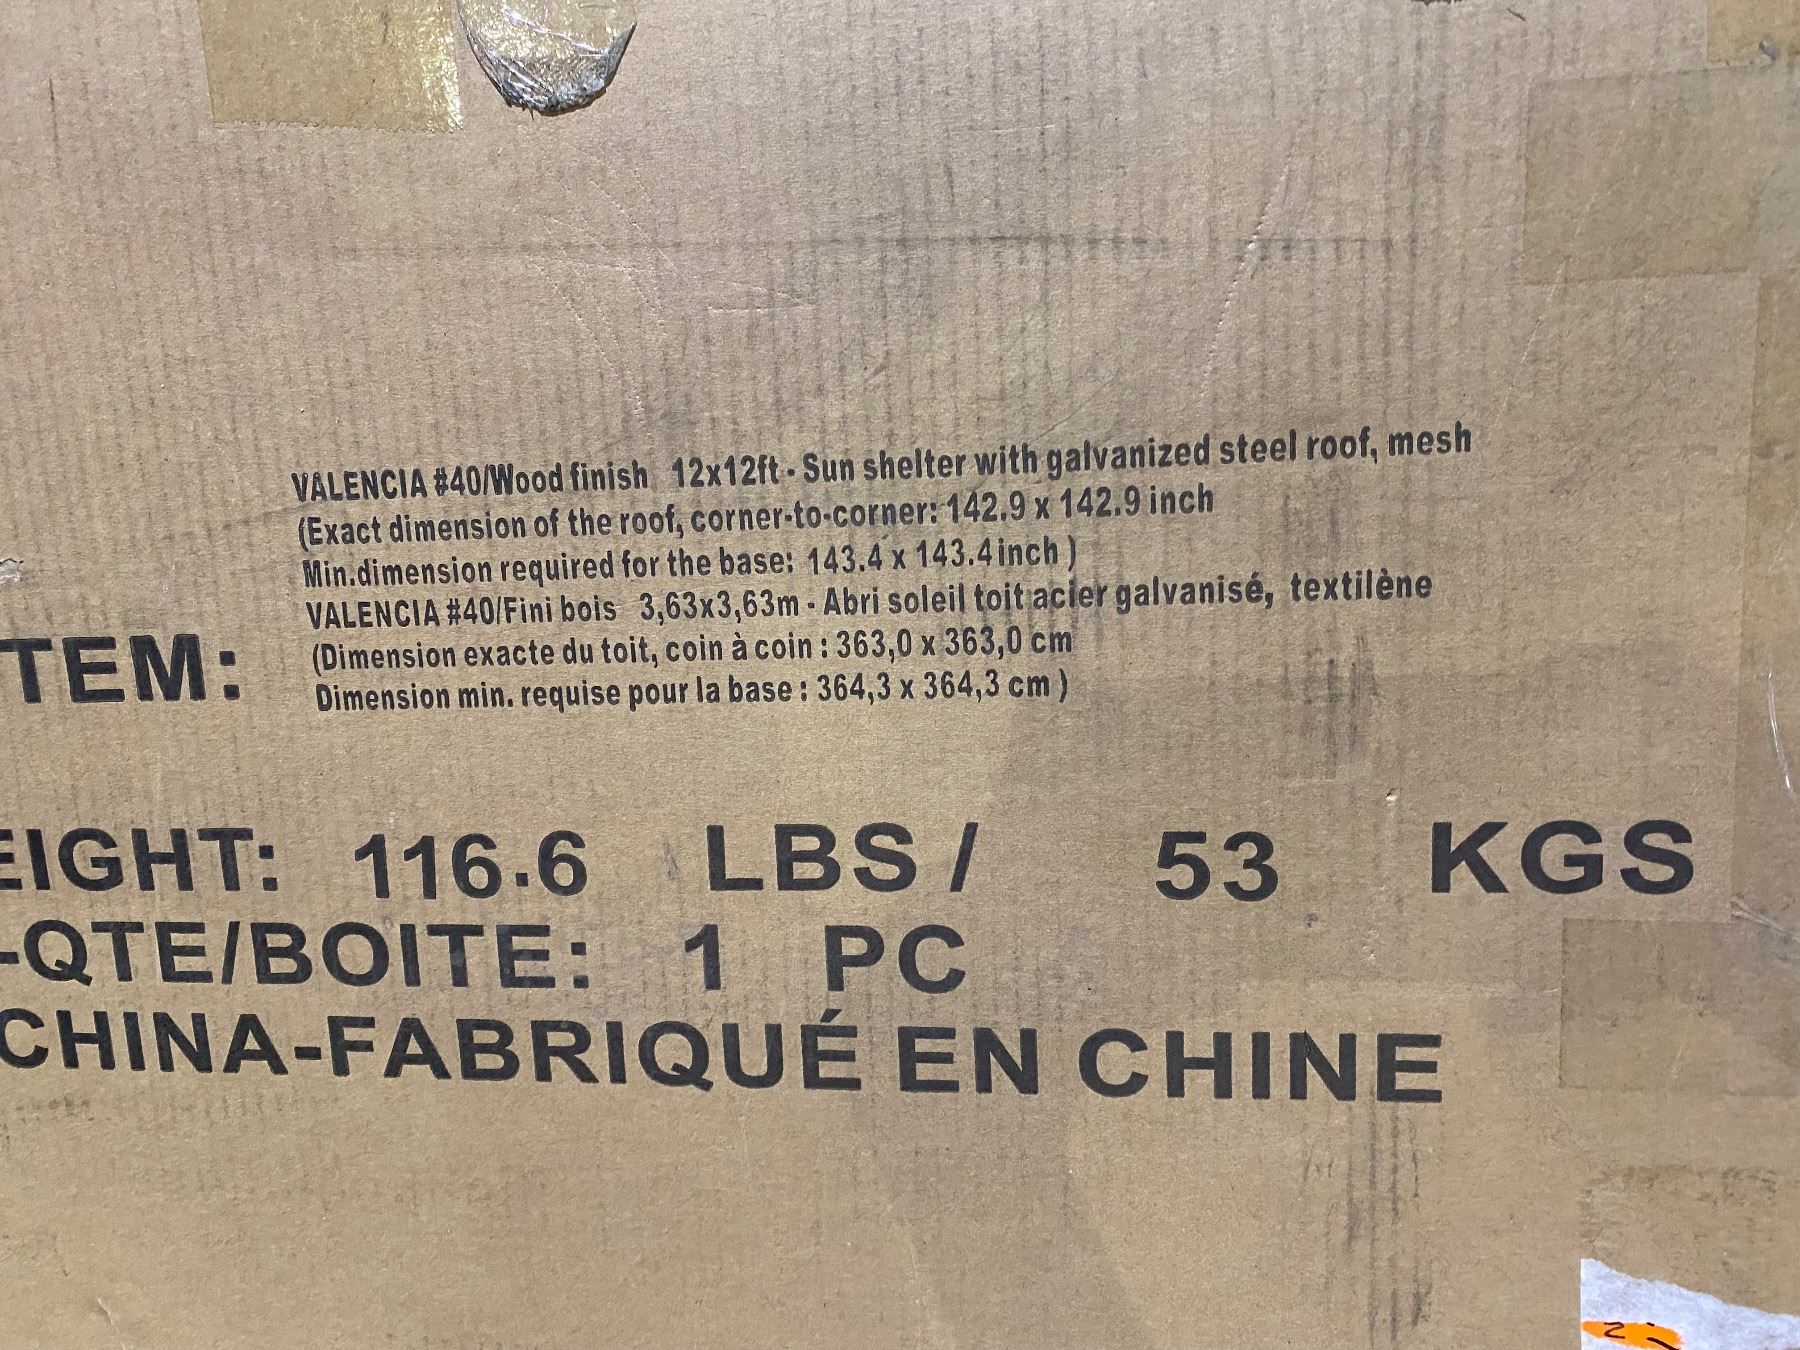 VALENCIA #40/Wood finish 12x12ft - Sun shelter with galvanized steel roof, mesh
(Exact dimension of the roof, corner-to-corner: 142.9 x 142.9 inch
Min.dimension required for the base: 143.4 x 143.4inch )
VALENCIA #40/Fini bois 3,63x3,63m - Abri soleil toit acier galvanisé, textilène
(Dimension exacte du toit, coin à coin : 363,0 x 363,0 cm
TEM:
Dimension min. requise pour la base : 364,3 x 364,3 cm )
EIGHT: 116.6 LBS / 53 KGS
-QTE/BOITE: 1 PC
CHINA-FABRIQUÉ EN CHINE
2